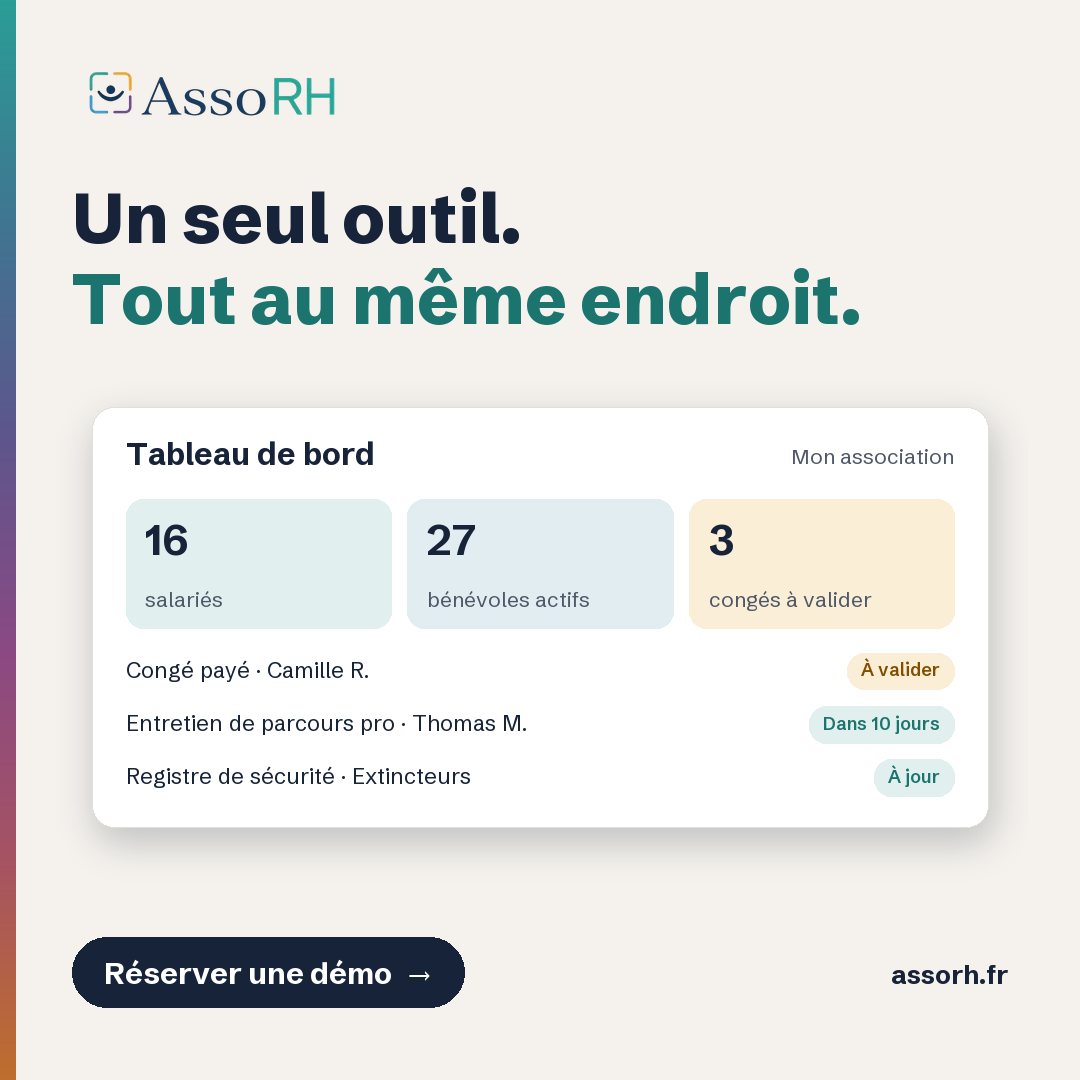 AssoRH
Un seul outil.
Tout au même endroit.
Tableau de bord
Mon association
16
salariés
27
bénévoles actifs
3
congés à valider
Congé payé · Camille R.
À valider
Entretien de parcours pro · Thomas M.
Dans 10 jours
Registre de sécurité · Extincteurs
À jour
Réserver une démo →
assorh.fr